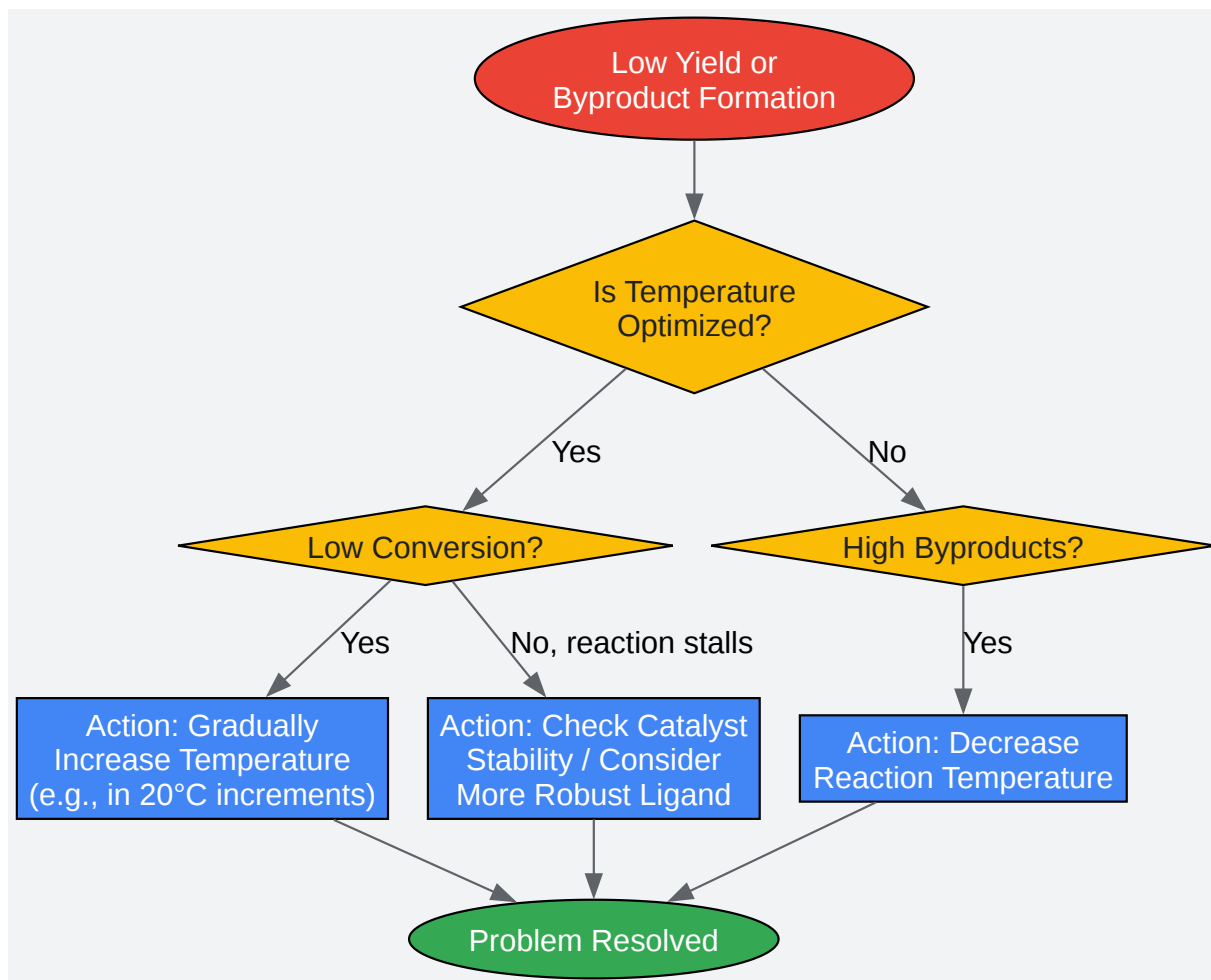 Low Yield or
Byproduct Formation
Is Temperature
Optimized?
Yes
No
Low Conversion?
High Byproducts?
Yes
No, reaction stalls
Yes
Action: Gradually
Increase Temperature
(e.g., in 20°C increments)
Action: Check Catalyst
Stability / Consider
More Robust Ligand
Action: Decrease
Reaction Temperature
Problem Resolved